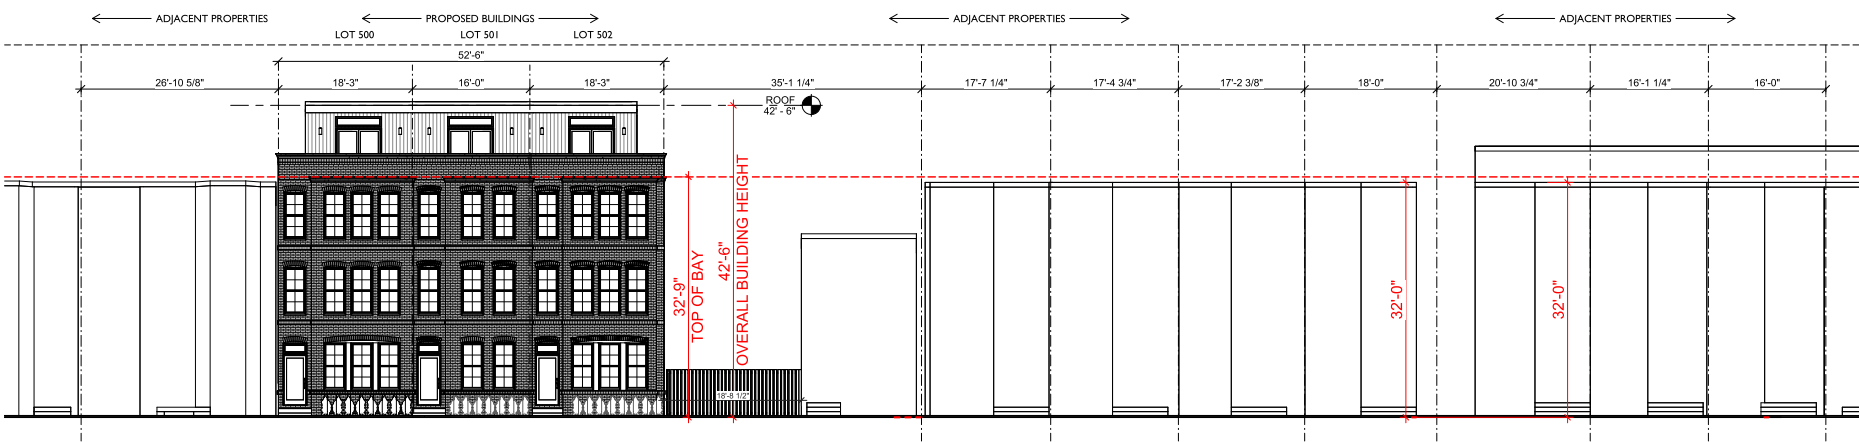 ADJACENT PROPERTIES
PROPOSED BUILDINGS
ADJACENT PROPERTIES
ADJACENT PROPERTIES
LOT 500
LOT 501
LOT 502
52'-6"
26'-10 5/8"
18'-3"
16'-0"
18'-3"
35'-1 1/4"
17'-7 1/4"
17'-4 3/4"
17'-2 3/8"
18'-0"
20'-10 3/4"
16'-1 1/4"
16'-0"
ROOF
42' - 6"
32'-9"
TOP OF BAY
42'-6"
OVERALL BUILDING HEIGHT
32'-0"
32'-0"
18'-8 1/2"